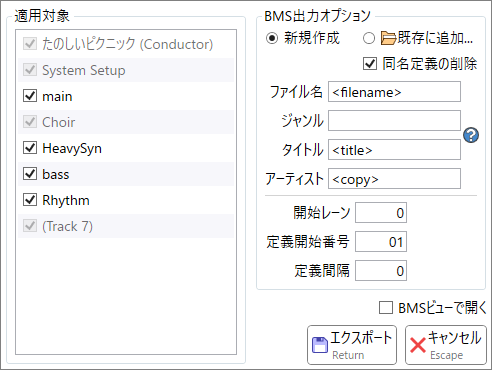 適用対象
たのしいピクニック (Conductor)
System Setup
main
Choir
HeavySyn
bass
Rhythm
(Track 7)
BMS出力オプション
新規作成
既存に追加...
同名定義の削除
ファイル名 <filename>
ジャンル
タイトル <title>
アーティスト <copy>
?
開始レーン 0
定義開始番号 01
定義間隔 0
BMSビューで開く
エクスポート
Return
キャンセル
Escape